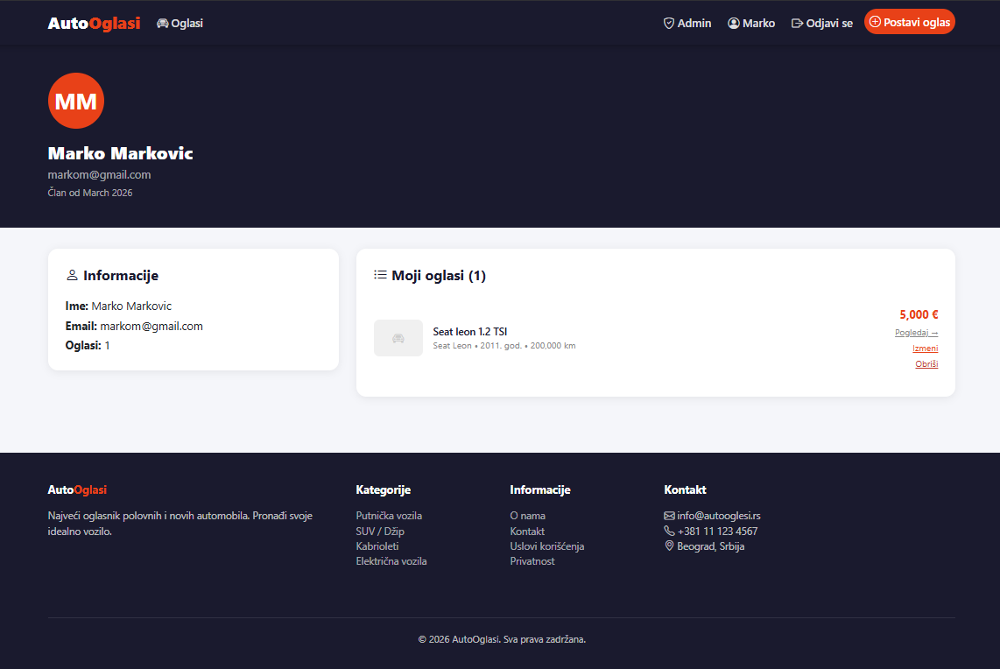 AutoOglasi Oglasi Admin Marko Odjavi se Postavi oglas
MM
Marko Markovic
markom@gmail.com
Član od March 2026
Informacije
Ime: Marko Markovic
Email: markom@gmail.com
Oglasi: 1
Moji oglasi (1)
Seat leon 1.2 TSI
Seat Leon • 2011. god. • 200,000 km
5,000 €
Pogledaj →
Izmeni
Obriši
AutoOglasi
Najveći oglasnik polovnih i novih automobila. Pronađi svoje
idealno vozilo.
Kategorije
Putnička vozila
SUV / Džip
Kabrioleti
Električna vozila
Informacije
O nama
Kontakt
Uslovi korišćenja
Privatnost
Kontakt
info@autooglesi.rs
+381 11 123 4567
Beograd, Srbija
© 2026 AutoOglasi. Sva prava zadržana.